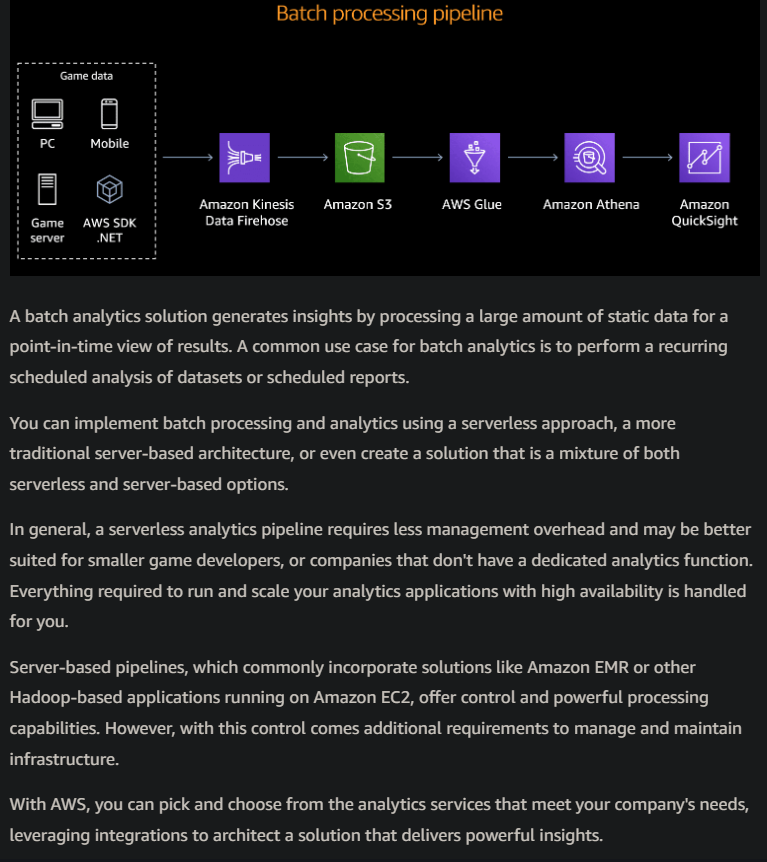 Batch processing pipeline
Game data
PC
Mobile
Game
server
AWS SDK
.NET
Amazon Kinesis
Data Firehose
Amazon S3
AWS Glue
Amazon Athena
Amazon
QuickSight
A batch analytics solution generates insights by processing a large amount of static data for a
point-in-time view of results. A common use case for batch analytics is to perform a recurring
scheduled analysis of datasets or scheduled reports.
You can implement batch processing and analytics using a serverless approach, a more
traditional server-based architecture, or even create a solution that is a mixture of both
serverless and server-based options.
In general, a serverless analytics pipeline requires less management overhead and may be better
suited for smaller game developers, or companies that don't have a dedicated analytics function.
Everything required to run and scale your analytics applications with high availability is handled
for you.
Server-based pipelines, which commonly incorporate solutions like Amazon EMR or other
Hadoop-based applications running on Amazon EC2, offer control and powerful processing
capabilities. However, with this control comes additional requirements to manage and maintain
infrastructure.
With AWS, you can pick and choose from the analytics services that meet your company's needs,
leveraging integrations to architect a solution that delivers powerful insights.